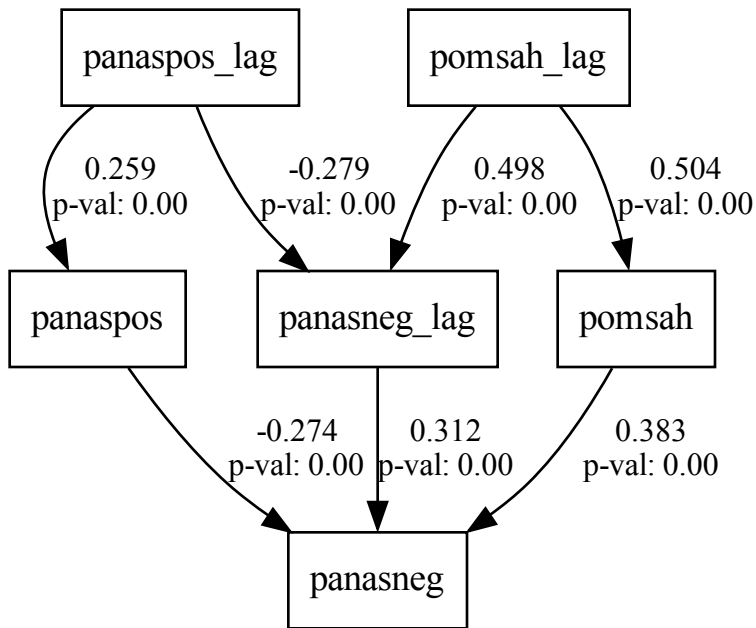 panaspos_lag
pomsah_lag
0.259
p-val: 0.00
-0.279
p-val: 0.00
0.498
p-val: 0.00
0.504
p-val: 0.00
panaspos
panasneg_lag
pomsah
-0.274
p-val: 0.00
0.312
p-val: 0.00
0.383
p-val: 0.00
panasneg